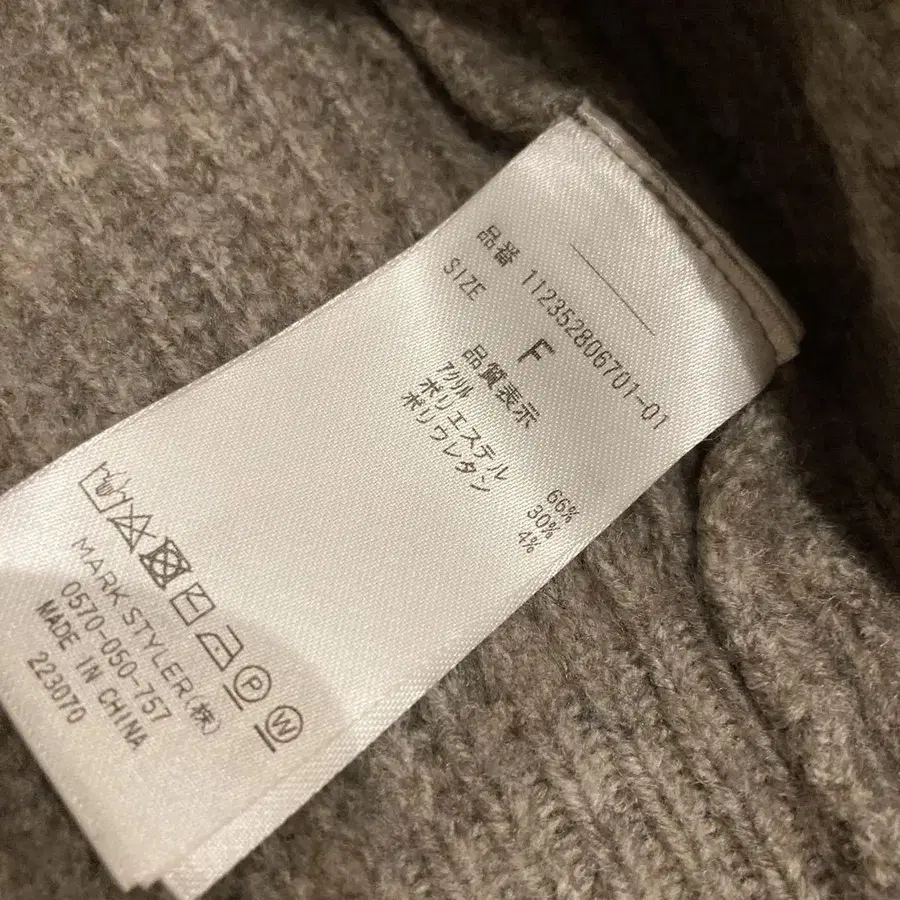 品番 112352806701-01
SIZE F
品質表示
アクリル 66%
ポリエステル 30%
ポリウレタン 4%
MARK STYLER(株)
0570-050-757
MADE IN CHINA
223070